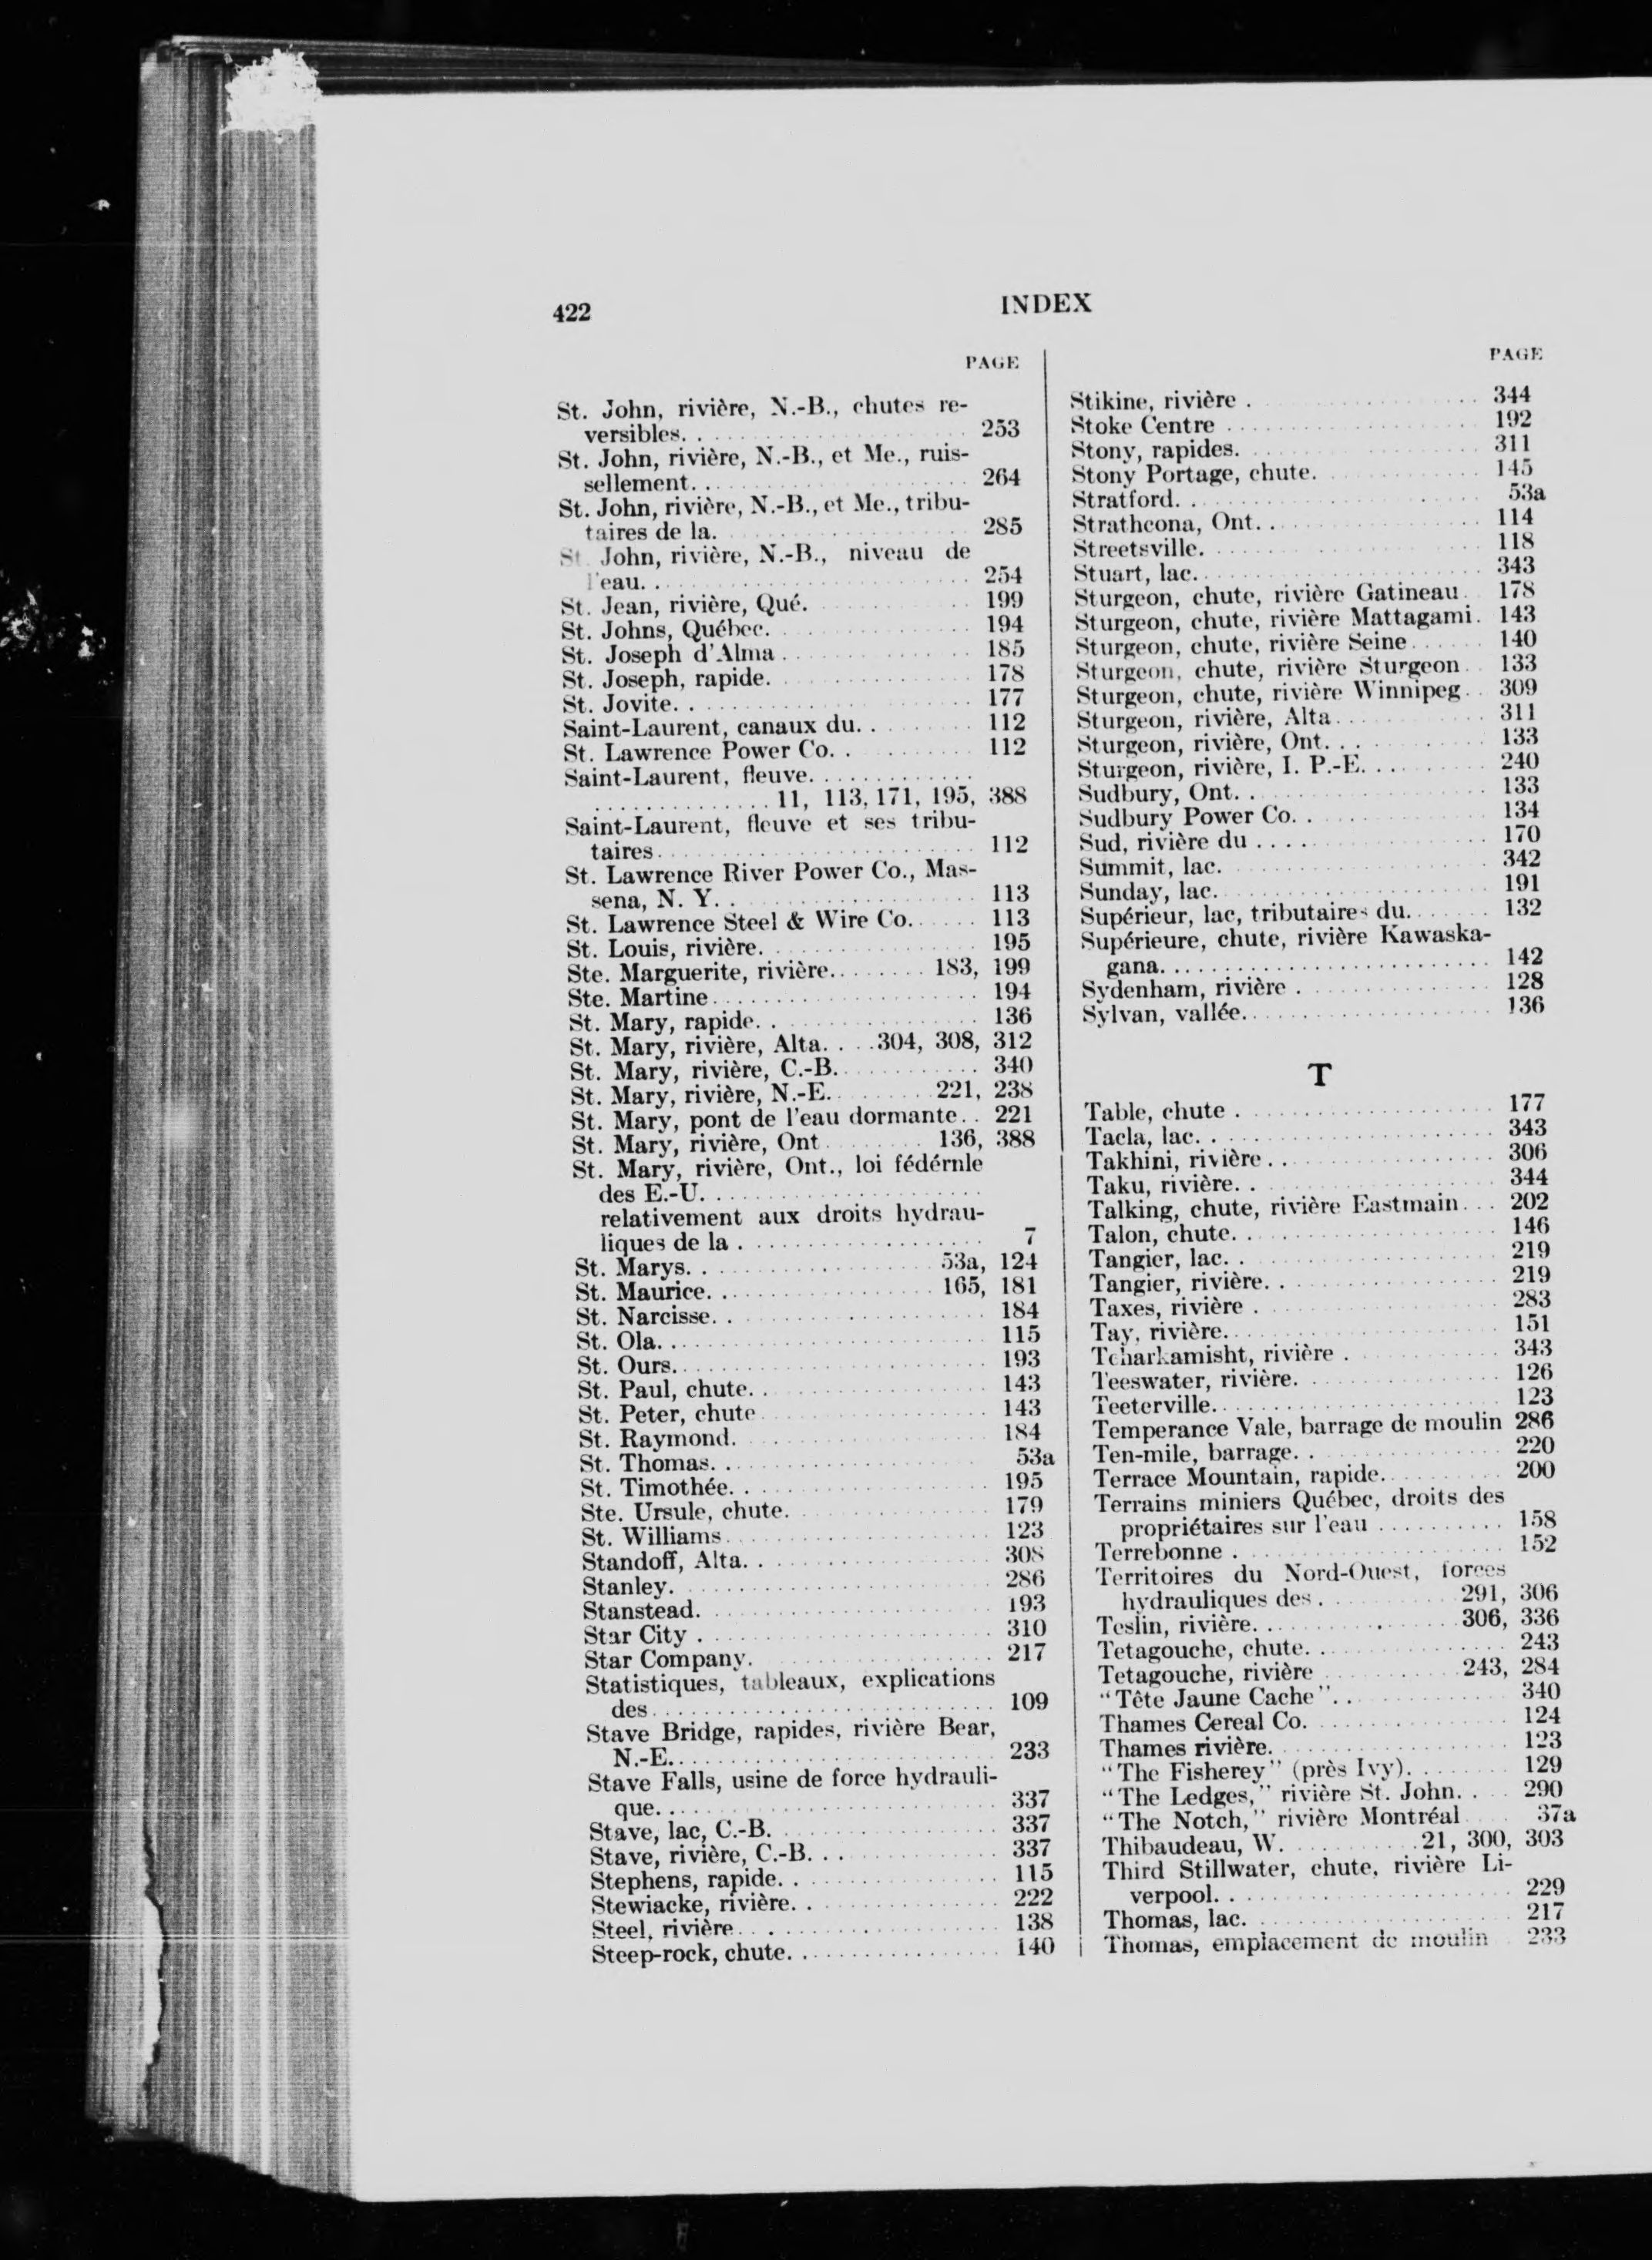 422
INDEX
PAGE
St. John, rivière, N.-B., chutes re-
versibles. . 253
St. John, rivière, N.-B., et Me., ruis-
sellement. . 264
St. John, rivière, N.-B., et Me., tribu-
taires de la. 285
St. John, rivière, N.-B., niveau de
l'eau. . 254
St. Jean, rivière, Qué. 199
St. Johns, Québec. 194
St. Joseph d'Alma 185
St. Joseph, rapide. 178
St. Jovite. . 177
Saint-Laurent, canaux du. . 112
St. Lawrence Power Co. . 112
Saint-Laurent, fleuve.
11, 113, 171, 195, 388
Saint-Laurent, fleuve et ses tribu-
taires 112
St. Lawrence River Power Co., Mas-
sena, N. Y. . 113
St. Lawrence Steel & Wire Co. 113
St. Louis, rivière. 195
Ste. Marguerite, rivière. 183, 199
Ste. Martine 194
St. Mary, rapide. . 136
St. Mary, rivière, Alta. 304, 308, 312
St. Mary, rivière, C.-B. 340
St. Mary, rivière, N.-E. 221, 238
St. Mary, pont de l'eau dormante. . 221
St. Mary, rivière, Ont 136, 388
St. Mary, rivière, Ont., loi fédérnle
des E.-U.
relativement aux droits hydrau-
liques de la . 7
St. Marys. . 53a, 124
St. Maurice. . 165, 181
St. Narcisse. . 184
St. Ola. . 115
St. Ours. 193
St. Paul, chute. . 143
St. Peter, chute 143
St. Raymond. 184
St. Thomas. . 53a
St. Timothée. . 195
Ste. Ursule, chute. 179
St. Williams 123
Standoff, Alta. . 308
Stanley. 286
Stanstead. 193
Star City . 310
Star Company. 217
Statistiques, tableaux, explications
des 109
Stave Bridge, rapides, rivière Bear,
N.-E. 233
Stave Falls, usine de force hydrauli-
que. . 337
Stave, lac, C.-B. 337
Stave, rivière, C.-B. . . 337
Stephens, rapide. . 115
Stewiacke, rivière. . 222
Steel, rivière. 138
Steep-rock, chute. . 140
PAGE
Stikine, rivière . 344
Stoke Centre 192
Stony, rapides. 311
Stony Portage, chute. 145
Stratford. . 53a
Strathcona, Ont. . 114
Streetsville. 118
Stuart, lac. 343
Sturgeon, chute, rivière Gatineau. 178
Sturgeon, chute, rivière Mattagami. 143
Sturgeon, chute, rivière Seine 140
Sturgeon, chute, rivière Sturgeon 133
Sturgeon, chute, rivière Winnipeg. 309
Sturgeon, rivière, Alta. 311
Sturgeon, rivière, Ont. . . 133
Sturgeon, rivière, I. P.-E. 240
Sudbury, Ont. . 133
Sudbury Power Co. . 134
Sud, rivière du . . . . 170
Summit, lac. 342
Sunday, lac. 191
Supérieur, lac, tributaires du. 132
Supérieure, chute, rivière Kawaska-
gana. 142
Sydenham, rivière . 128
Sylvan, vallée. 136
T
Table, chute . 177
Tacla, lac. . 343
Takhini, rivière . . 306
Taku, rivière. . 344
Talking, chute, rivière Eastmain. . . 202
Talon, chute. . 146
Tangier, lac. . 219
Tangier, rivière. . 219
Taxes, rivière . 283
Tay, rivière. 151
Tcharkamisht, rivière . 343
Teeswater, rivière. 126
Teeterville. 123
Temperance Vale, barrage de moulin 286
Ten-mile, barrage. . 220
Terrace Mountain, rapide. 200
Terrains miniers Québec, droits des
propriétaires sur l'eau 158
Terrebonne . 152
Territoires du Nord-Ouest, forces
hydrauliques des . 291, 306
Teslin, rivière. . 306, 336
Tetagouche, chute. . 243
Tetagouche, rivière 243, 284
"Tête Jaune Cache". . 340
Thames Cereal Co. 124
Thames rivière. 123
"The Fisherey" (près Ivy). 129
"The Ledges," rivière St. John. . 290
"The Notch," rivière Montréal 37a
Thibaudeau, W. 21, 300, 303
Third Stillwater, chute, rivière Li-
verpool. . 229
Thomas, lac. 217
Thomas, emplacement de moulin 233